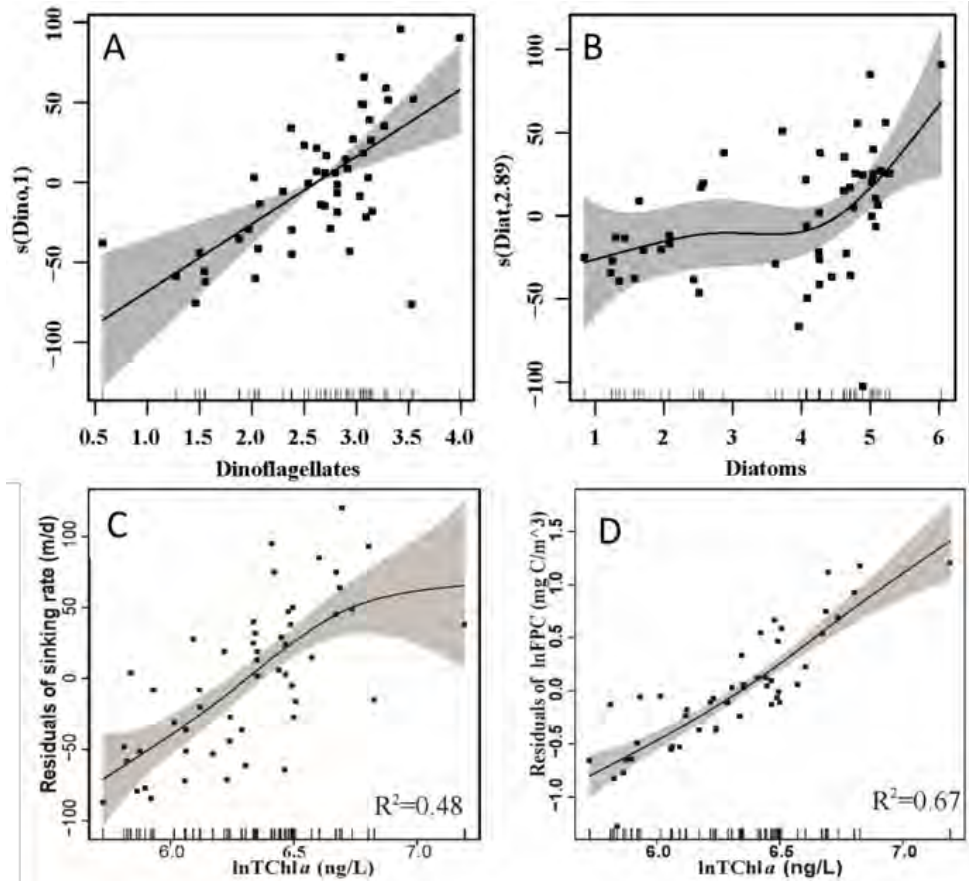 A
s(Dino,1)
100
50
0
−50
−100
0.5 1.0 1.5 2.0 2.5 3.0 3.5 4.0
Dinoflagellates
B
s(Diat,2.89)
100
50
0
−50
−100
1 2 3 4 5 6
Diatoms
C
Residuals of sinking rate (m/d)
100
50
0
-50
-100
R²=0.48
6.0 6.5 7.0
lnTChla (ng/L)
D
Residuals of lnFPC (mg C/m^3)
1.5
1.0
0.5
0.0
-0.5
-1.0
R²=0.67
6.0 6.5 7.0
lnTChla (ng/L)